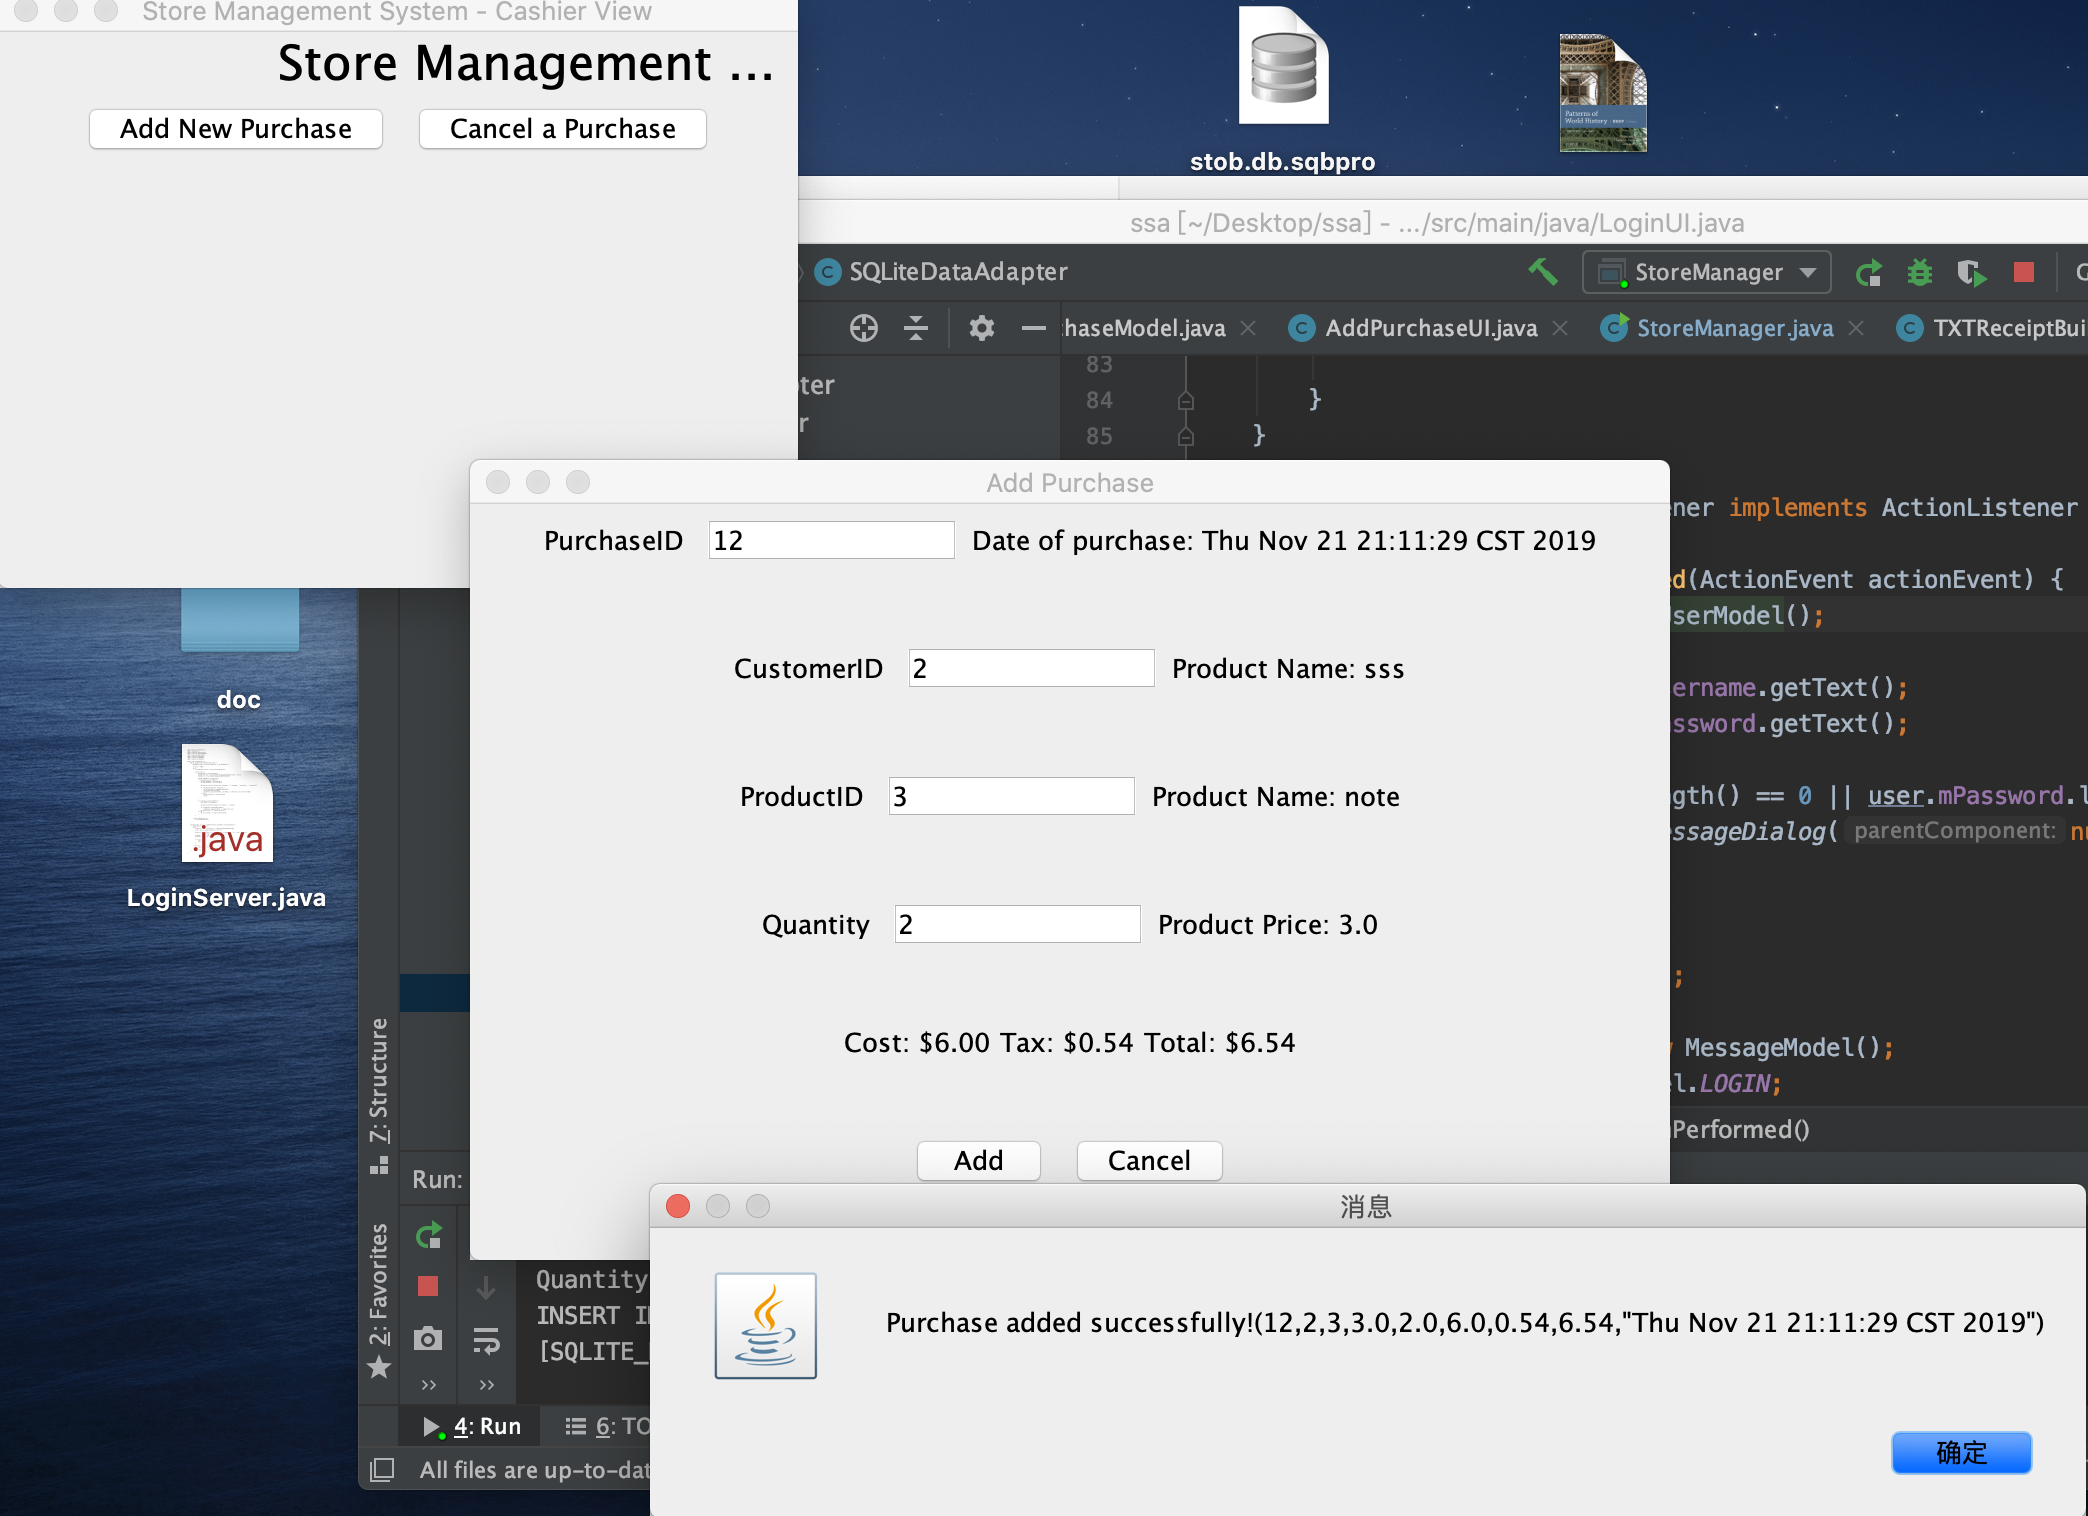 Store Management System - Cashier View
Store Management ...
Add New Purchase
Cancel a Purchase
stob.db.sqbpro
Patterns of
World History
ssa [~/Desktop/ssa] - .../src/main/java/LoginUI.java
SQLiteDataAdapter
StoreManager
chaseModel.java
AddPurchaseUI.java
StoreManager.java
TXTReceiptBui
83
84 }
85 }
Add Purchase
PurchaseID 12 Date of purchase: Thu Nov 21 21:11:29 CST 2019
CustomerID 2 Product Name: sss
ProductID 3 Product Name: note
Quantity 2 Product Price: 3.0
Cost: $6.00 Tax: $0.54 Total: $6.54
Add
Cancel
ner implements ActionListener
ed(ActionEvent actionEvent) {
serModel();
ername.getText();
ssword.getText();
gth() == 0 || user.mPassword.l
ssageDialog( parentComponent: nu
;
MessageModel();
l.LOGIN;
Performed()
doc
.java
LoginServer.java
7: Structure
2: Favorites
Run:
Quantity
INSERT I
[SQLITE_
4: Run
6: TO
All files are up-to-dat
消息
Purchase added successfully!(12,2,3,3.0,2.0,6.0,0.54,6.54,"Thu Nov 21 21:11:29 CST 2019")
确定